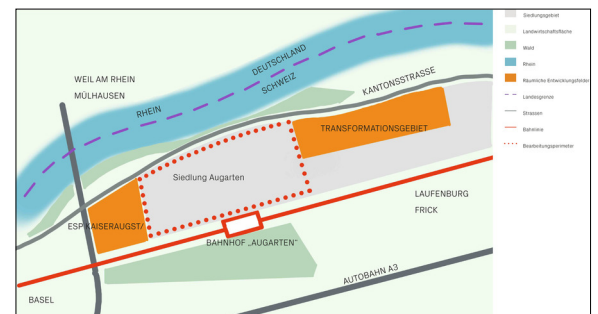 WEIL AM RHEIN
MÜLHAUSEN
RHEIN
DEUTSCHLAND
SCHWEIZ
KANTONSSTRASSE
TRANSFORMATIONSGEBIET
Siedlung Augarten
ESP KAISERAUGST/
BAHNHOF „AUGARTEN“
LAUFENBURG
FRICK
BASEL
AUTOBAHN A3
Siedlungsgebiet
Landwirtschaftsfläche
Wald
Rhein
Räumliche Entwicklungsfelder
Landesgrenze
Strassen
Bahnlinie
Bearbeitungsperimeter